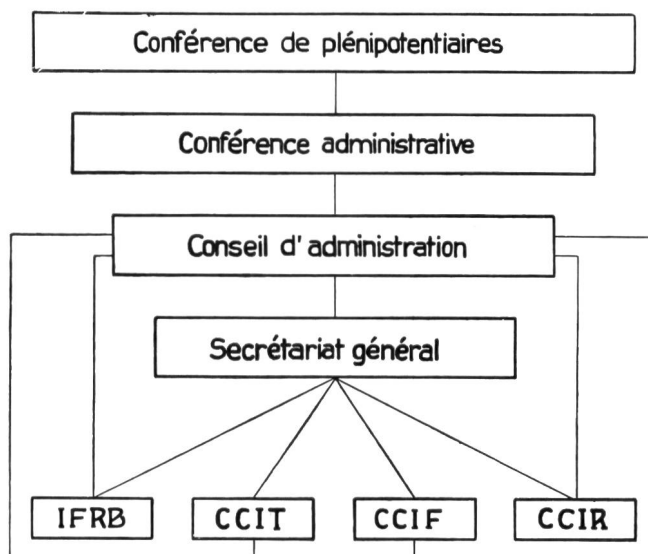 Conférence de plénipotentiaires
Conférence administrative
Conseil d'administration
Secrétariat général
IFRB
CCIT
CCIF
CCIR